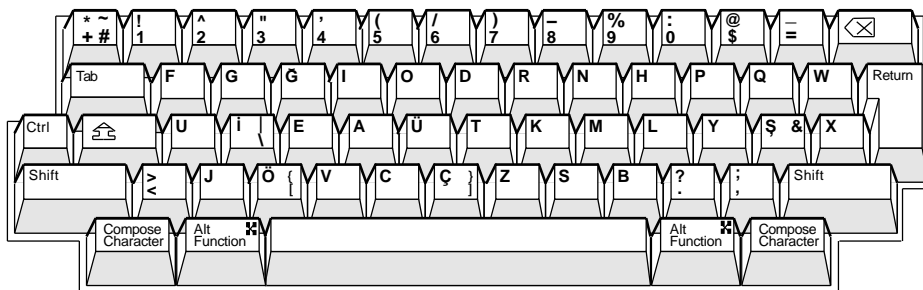 * ~ ! ^ " ’ ( / ) – % : @ _
+ # 1 2 3 4 5 6 7 8 9 0 $ =
Tab F G Ğ I O D R N H P Q W Return
Ctrl U İ | \ E A Ü T K M L Y Ş & X
Shift > < J Ö { [ V C Ç } ] Z S B ? . ; , Shift
Compose Alt Alt Compose
Character Function Function Character